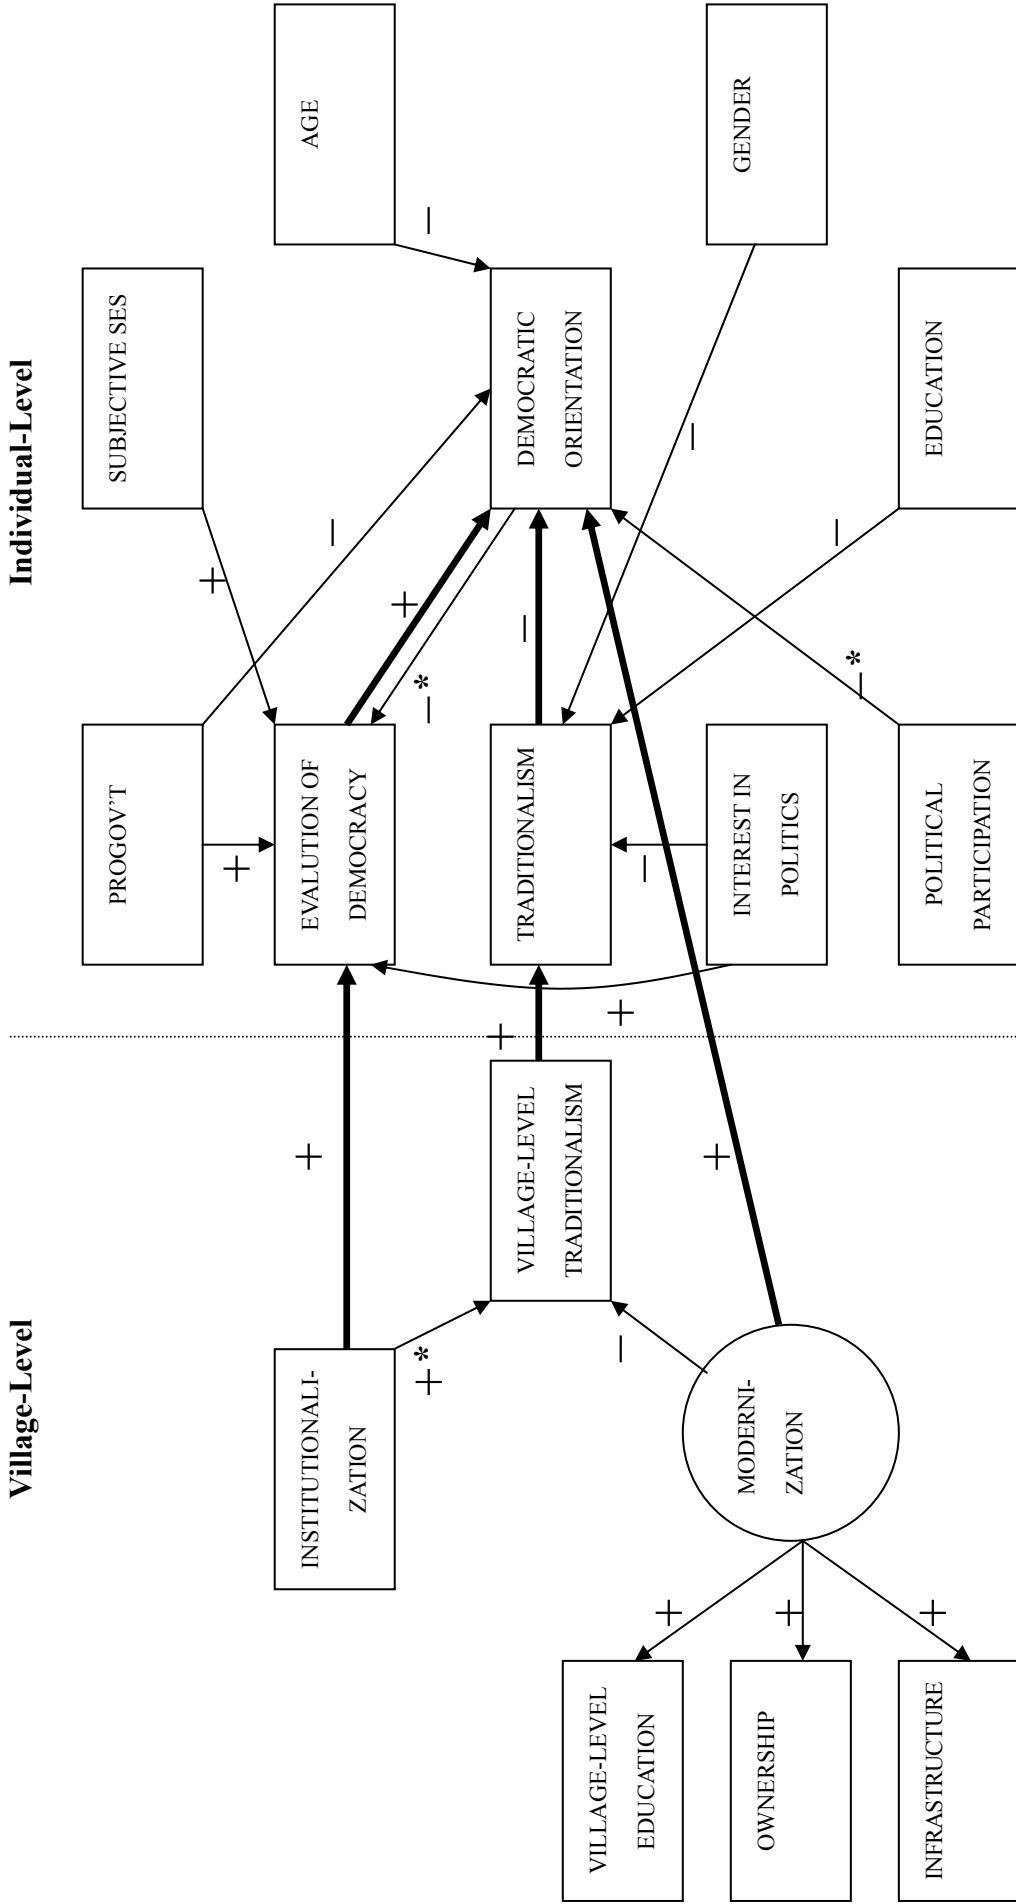 Village-Level
Individual-Level
INSTITUTIONALI-
ZATION
+
+*
VILLAGE-LEVEL
TRADITIONALISM
+
MODERNI-
ZATION
–
+
VILLAGE-LEVEL
EDUCATION
+
OWNERSHIP
+
INFRASTRUCTURE
+
PROGOV'T
+
–
SUBJECTIVE SES
+
EVALUTION OF
DEMOCRACY
+
–*
AGE
–
TRADITIONALISM
–
DEMOCRATIC
ORIENTATION
INTEREST IN
POLITICS
–
+
GENDER
–
POLITICAL
PARTICIPATION
–*
EDUCATION
–